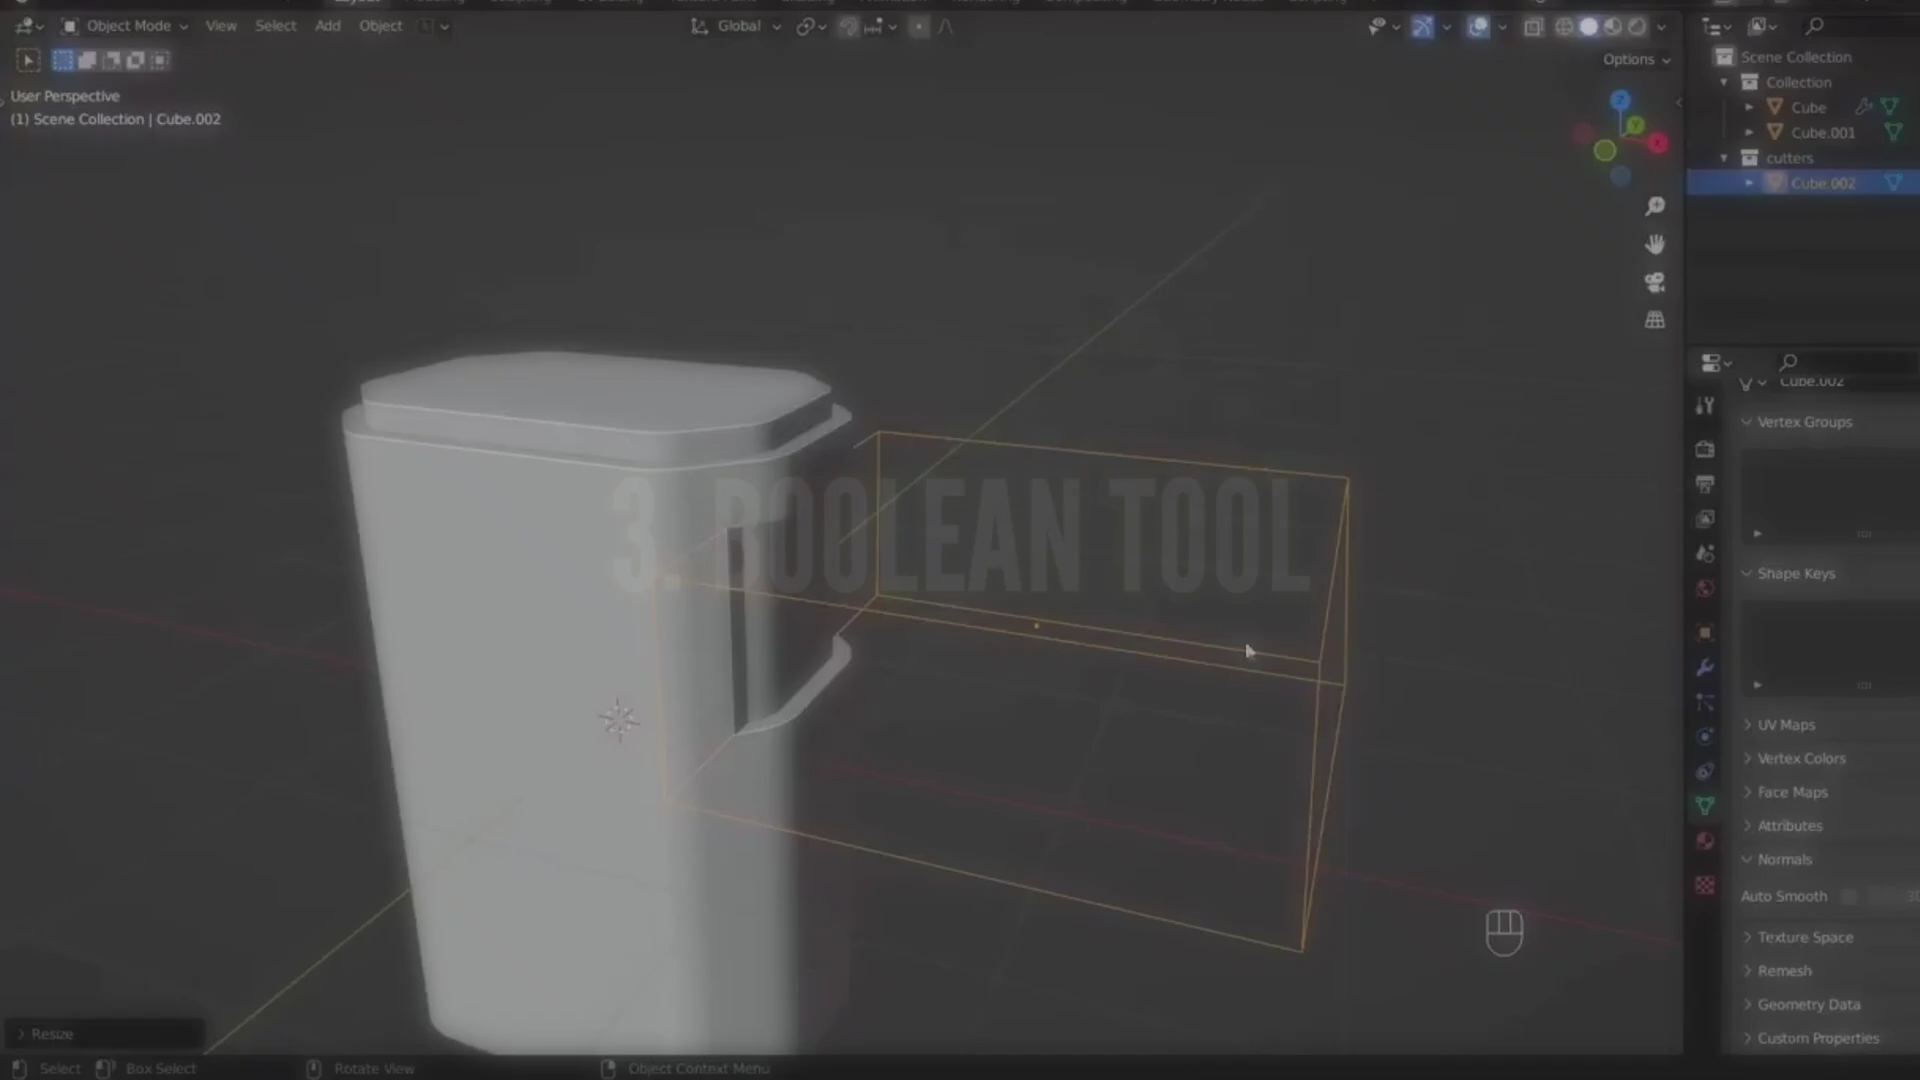 Object Mode View Select Add Object Global
Options
User Perspective
(1) Scene Collection | Cube.002
Z
Y
X
Scene Collection
Collection
Cube
Cube.001
cutters
Cube.002
Cube.002
Vertex Groups
Shape Keys
UV Maps
Vertex Colors
Face Maps
Attributes
Normals
Auto Smooth
Texture Space
Remesh
Geometry Data
Custom Properties
3. BOOLEAN TOOL
Resize
Select Box Select Rotate View Object Context Menu